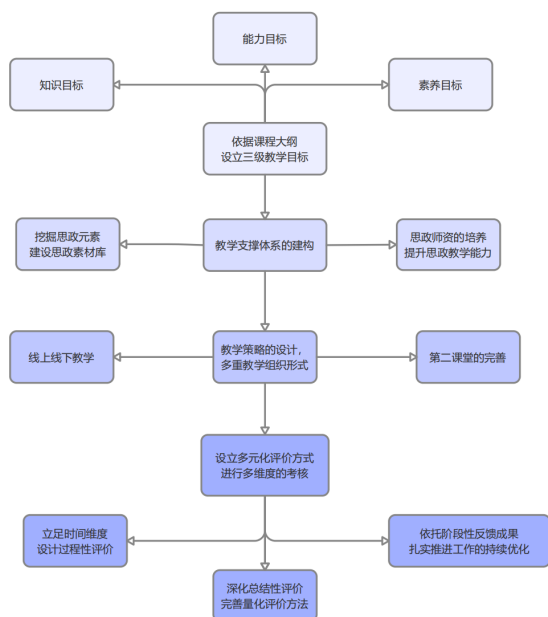 能力目标
知识目标
素养目标
依据课程大纲
设立三级教学目标
挖掘思政元素
建设思政素材库
教学支撑体系的建构
思政师资的培养
提升思政教学能力
线上线下教学
教学策略的设计，
多重教学组织形式
第二课堂的完善
设立多元化评价方式
进行多维度的考核
立足时间维度
设计过程性评价
依托阶段性反馈成果
扎实推进工作的持续优化
深化总结性评价
完善量化评价方法